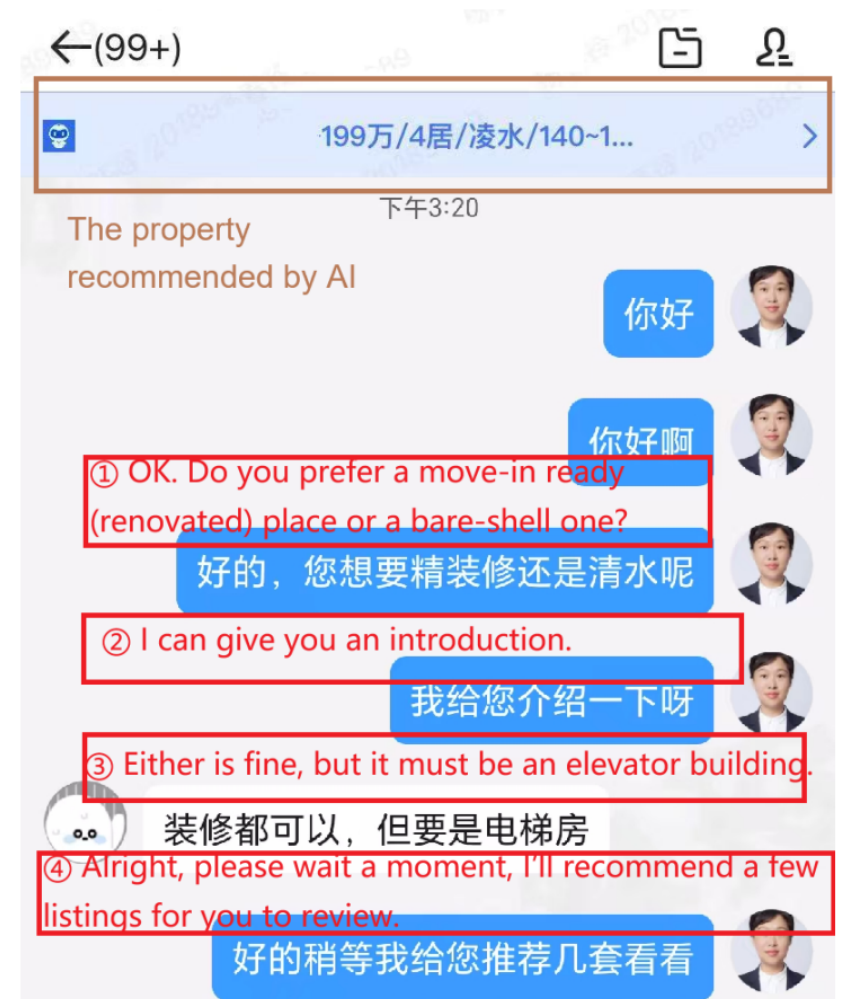 (99+)
199万/4居/凌水/140~1...
下午3:20
The property
recommended by AI
你好
你好啊
① OK. Do you prefer a move-in ready
(renovated) place or a bare-shell one?
好的，您想要精装修还是清水呢
② I can give you an introduction.
我给您介绍一下呀
③ Either is fine, but it must be an elevator building.
装修都可以，但要是电梯房
④ Alright, please wait a moment, I'll recommend a few
listings for you to review.
好的稍等我给您推荐几套看看